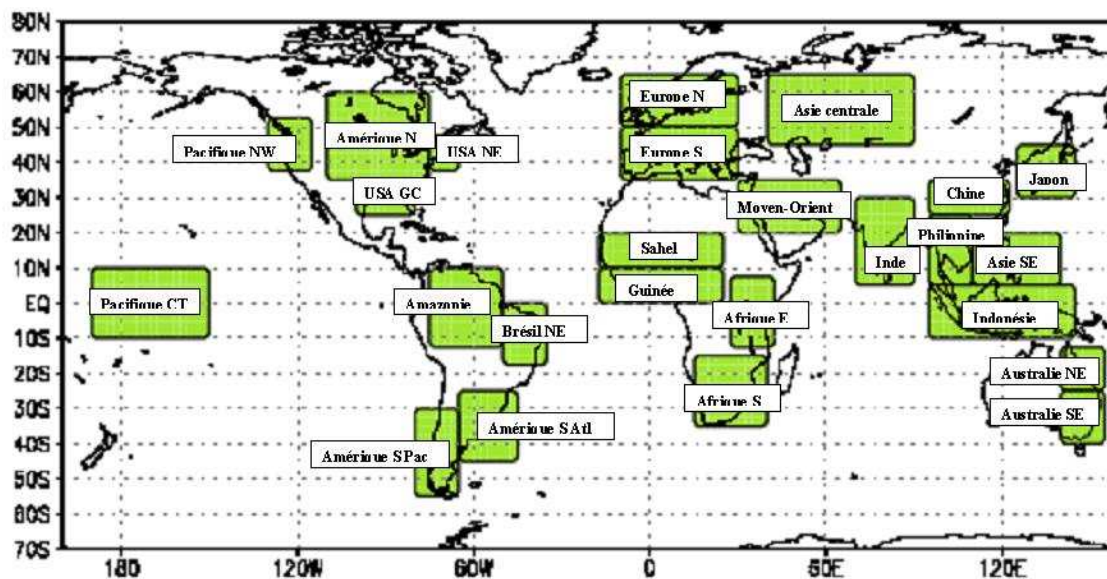 80N
70N
60N
50N
40N
30N
20N
10N
EQ
10S
20S
30S
40S
50S
60S
70S
Europe N
Asie centrale
Pacifique NW
Amérique N
USA NE
Europe S
USA GC
Moyen-Orient
Chine
Japon
Sahel
Inde
Philippine
Asie SE
Pacifique CT
Amazonie
Guinée
Afrique E
Indonésie
Brésil NE
Australie NE
Afrique S
Australie SE
Amérique S Atl
Amérique S Pac
180
120W
60W
0
60E
120E